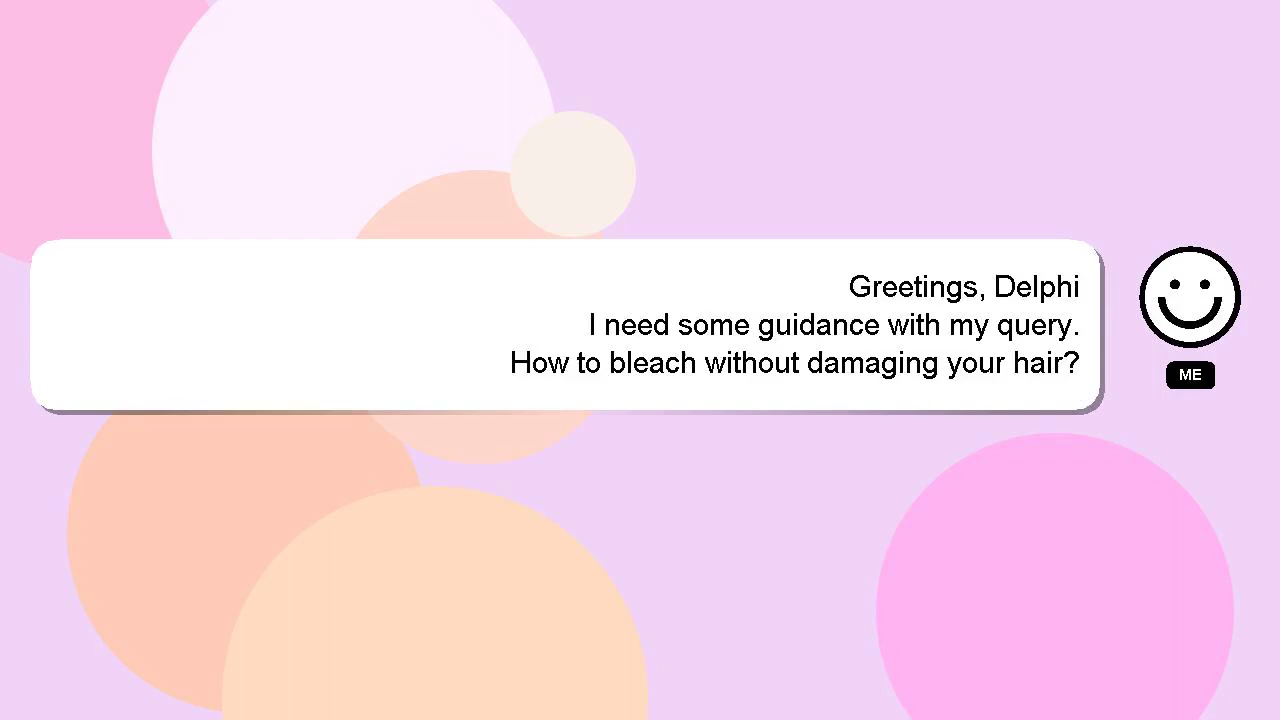 Greetings, Delphi
I need some guidance with my query.
How to bleach without damaging your hair?
ME